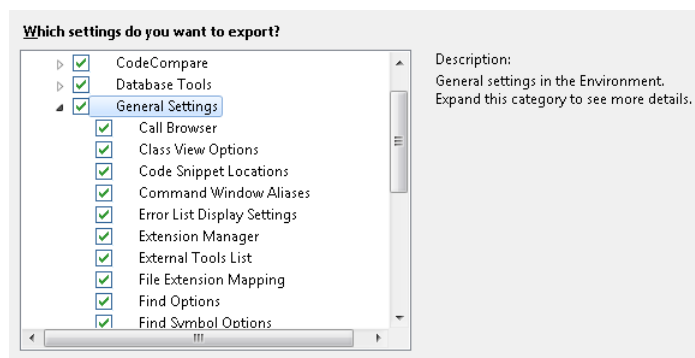 Which settings do you want to export?
CodeCompare
Database Tools
General Settings
Call Browser
Class View Options
Code Snippet Locations
Command Window Aliases
Error List Display Settings
Extension Manager
External Tools List
File Extension Mapping
Find Options
Find Symbol Options
Description:
General settings in the Environment.
Expand this category to see more details.